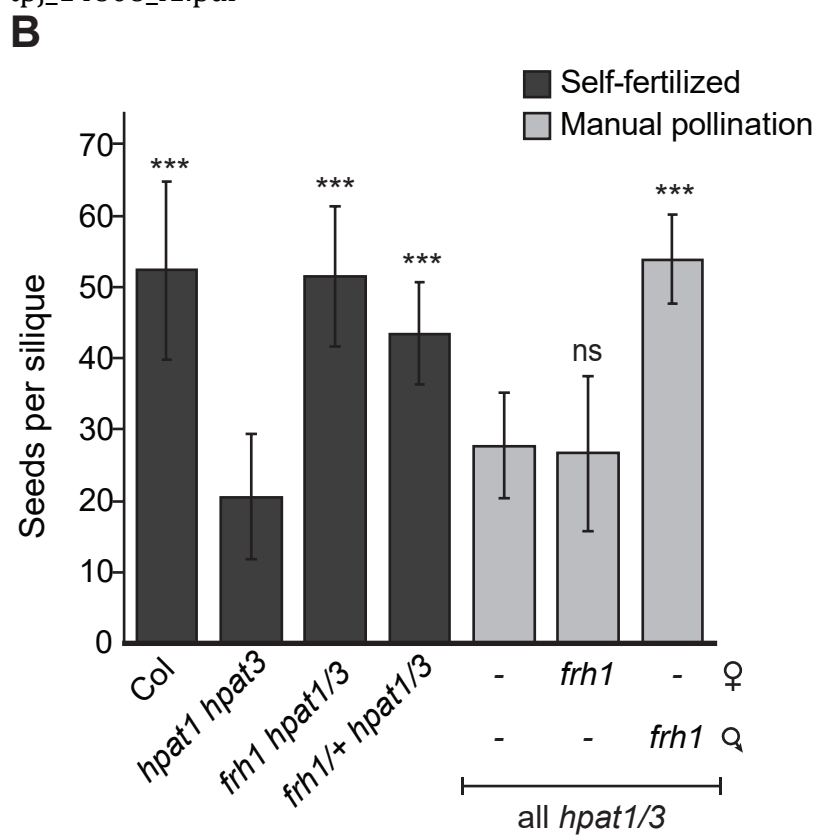 B
Self-fertilized
Manual pollination
Seeds per silique
70
60
50
40
30
20
10
0
***
***
***
ns
***
Col
hpat1 hpat3
frh1 hpat1/3
frh1/+ hpat1/3
- frh1 - ♀
- - frh1 ♂
all hpat1/3